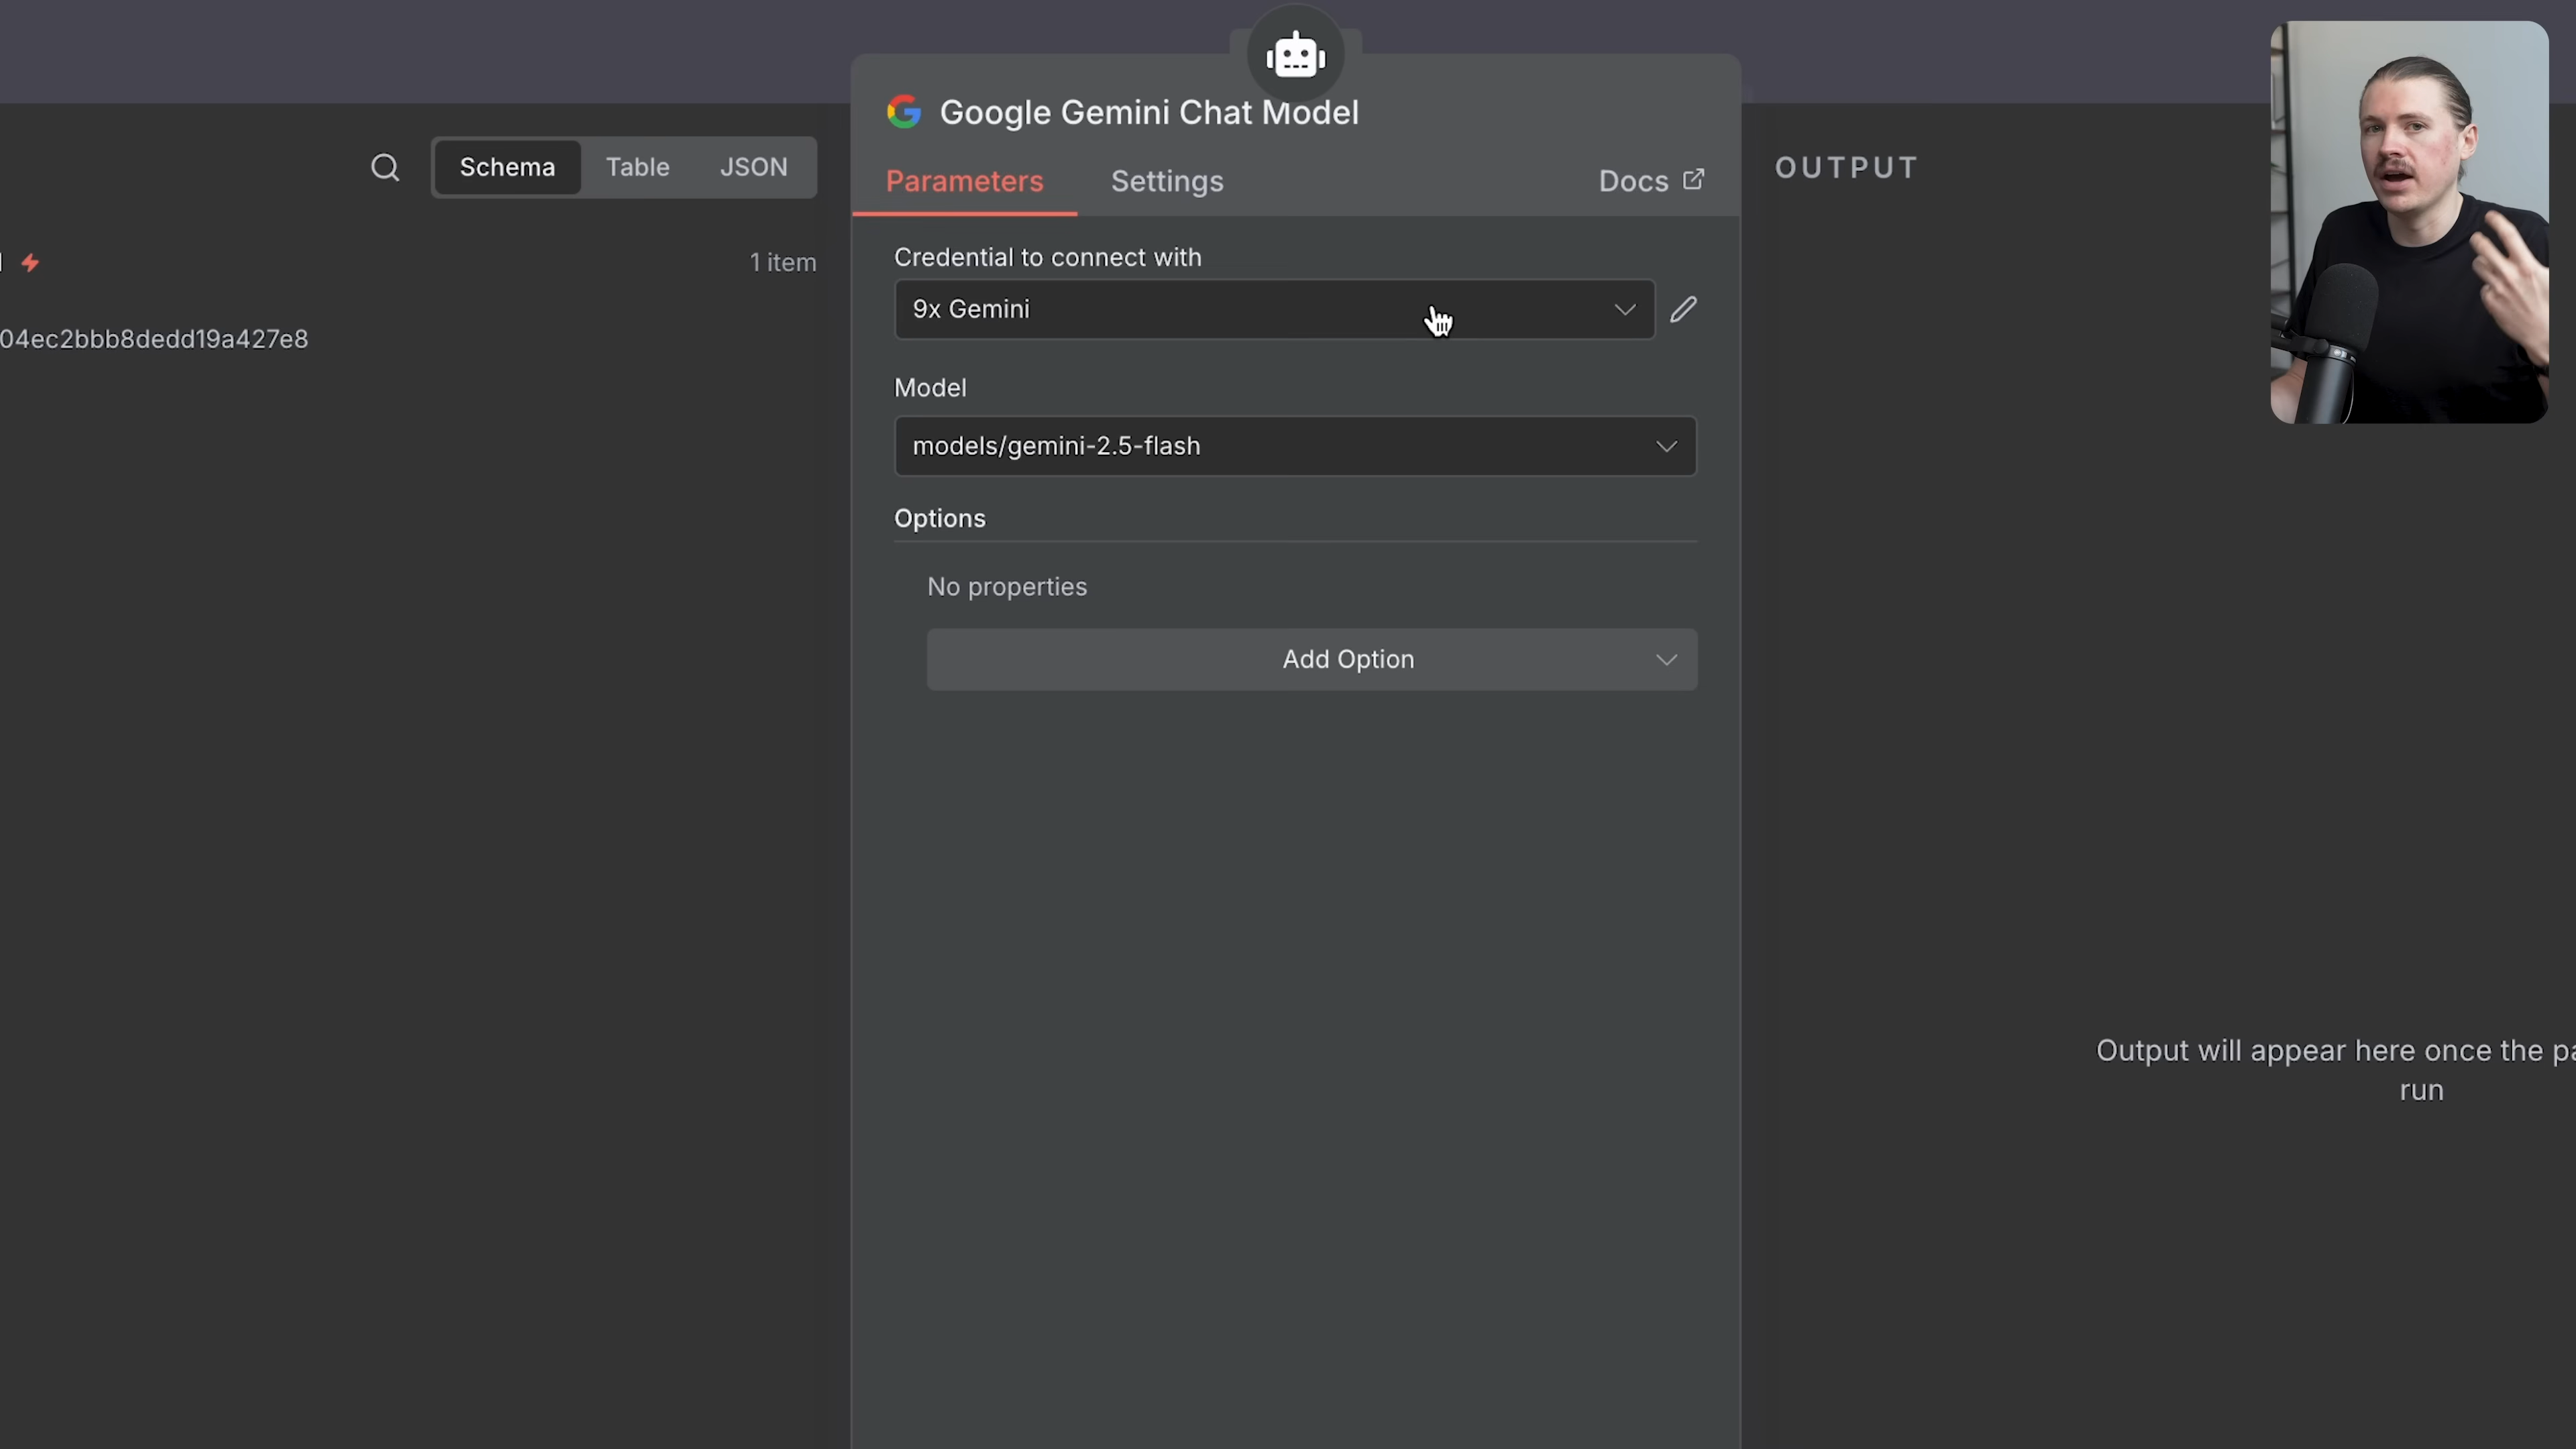 Google Gemini Chat Model
Schema Table JSON
Parameters Settings Docs
OUTPUT
1 item
04ec2bbb8dedd19a427e8
Credential to connect with
9x Gemini
Model
models/gemini-2.5-flash
Options
No properties
Add Option
Output will appear here once the
run